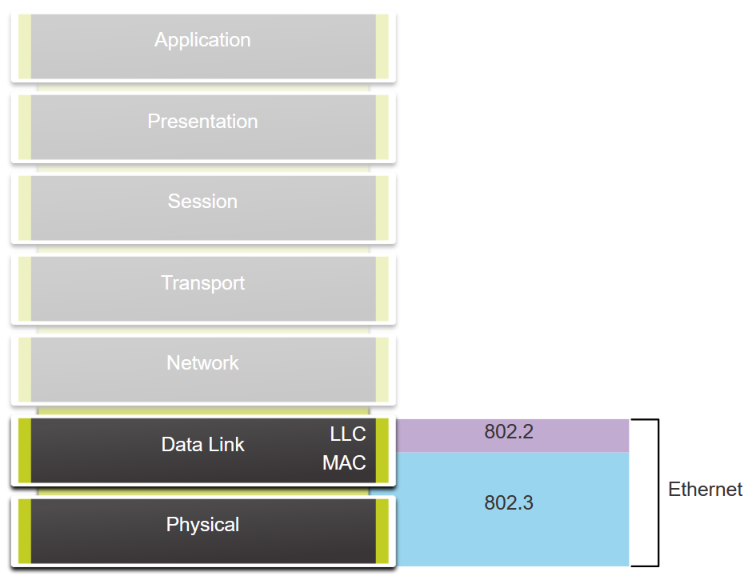 Application
Presentation
Session
Transport
Network
Data Link
LLC
MAC
802.2
802.3
Ethernet
Physical